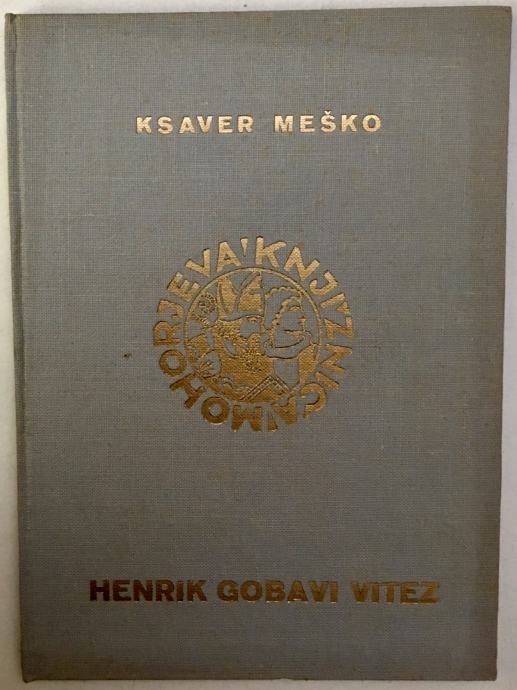 KSAVER MEŠKO
MOHORJEVA KNJIŽNICA
HENRIK GOBAVI VITEZ